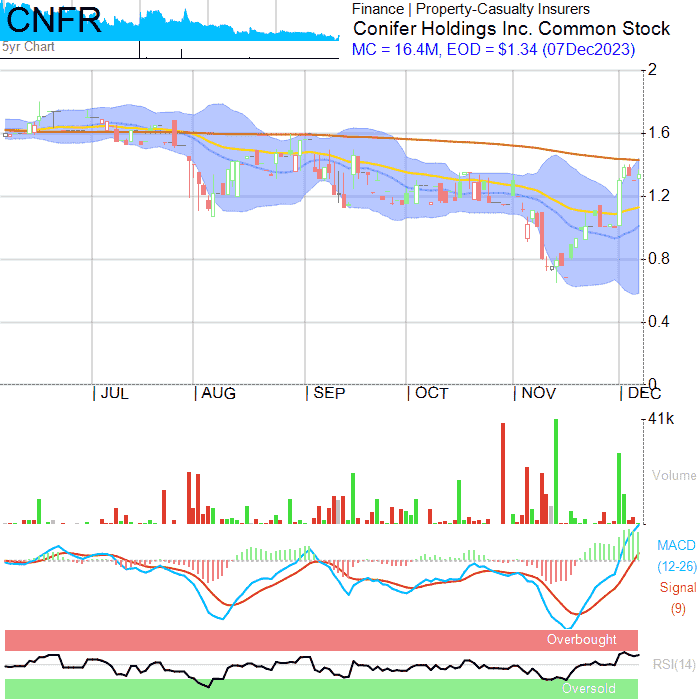 CNFR
5yr Chart
Finance | Property-Casualty Insurers
Conifer Holdings Inc. Common Stock
MC = 16.4M, EOD = $1.34 (07Dec2023)
2
1.6
1.2
0.8
0.4
0
JUL AUG SEP OCT NOV DEC
41k
Volume
MACD
(12-26)
Signal
(9)
Overbought
RSI(14)
Oversold